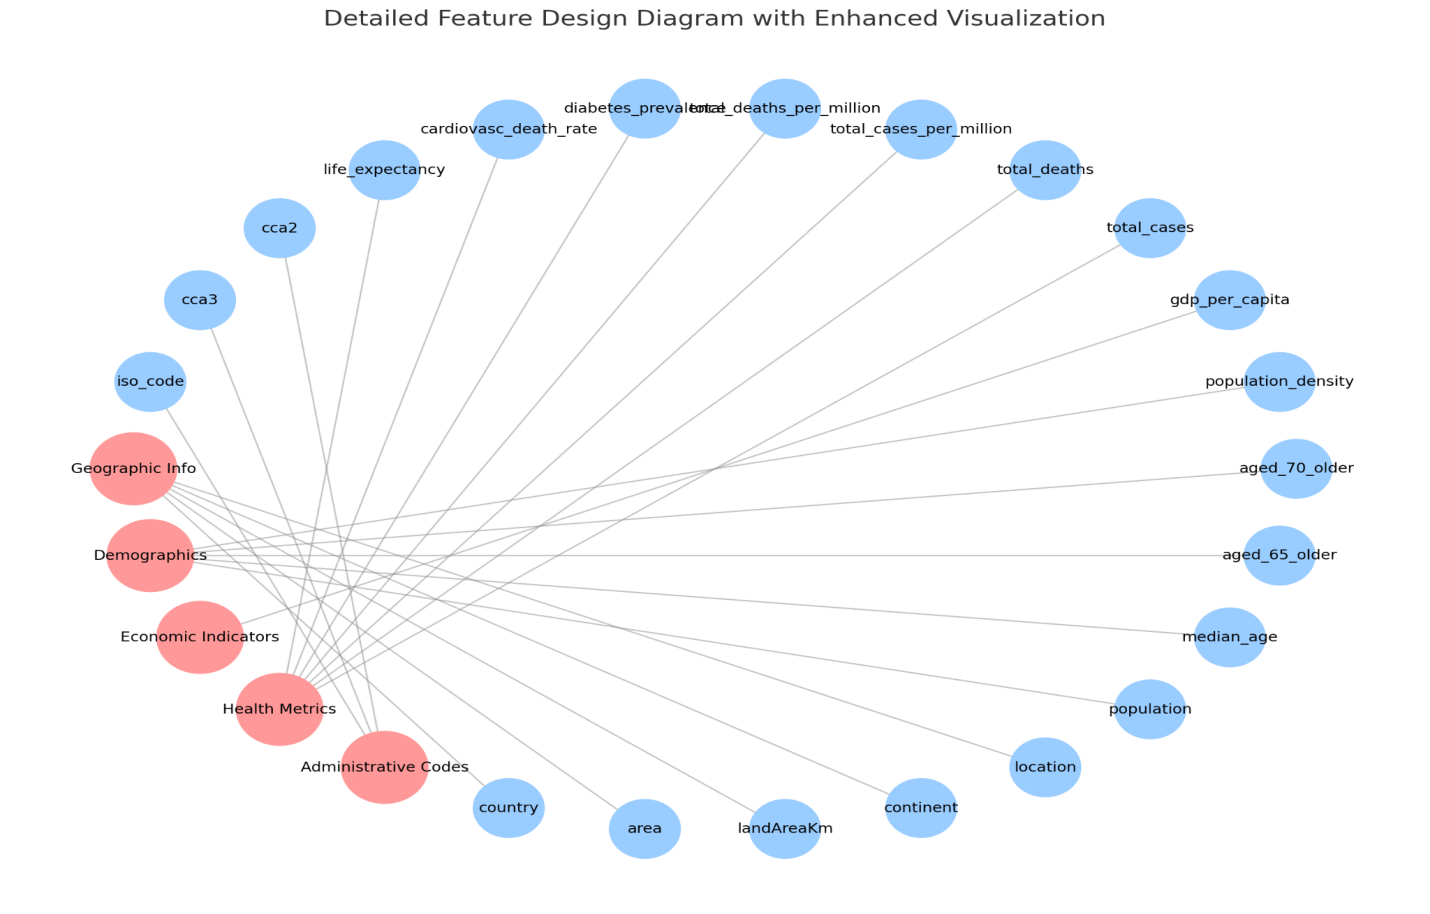 Detailed Feature Design Diagram with Enhanced Visualization
diabetes_prevalence
total_deaths_per_million
cardiovasc_death_rate
total_cases_per_million
life_expectancy
total_deaths
cca2
total_cases
cca3
gdp_per_capita
iso_code
population_density
Geographic Info
aged_70_older
Demographics
aged_65_older
Economic Indicators
median_age
Health Metrics
population
Administrative Codes
location
country
continent
area
landAreaKm